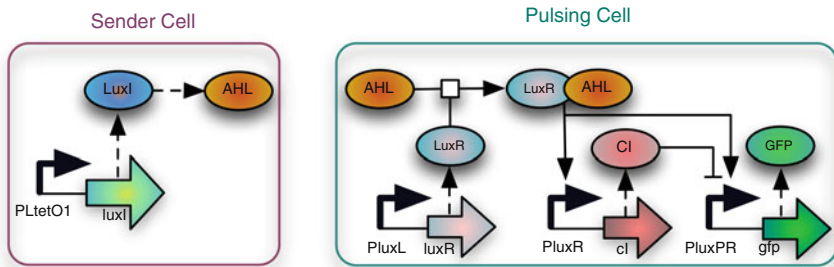 Sender Cell
LuxI
AHL
PLtetO1
luxI
Pulsing Cell
AHL
LuxR
AHL
LuxR
CI
GFP
PluxL
luxR
PluxR
cI
PluxPR
gfp